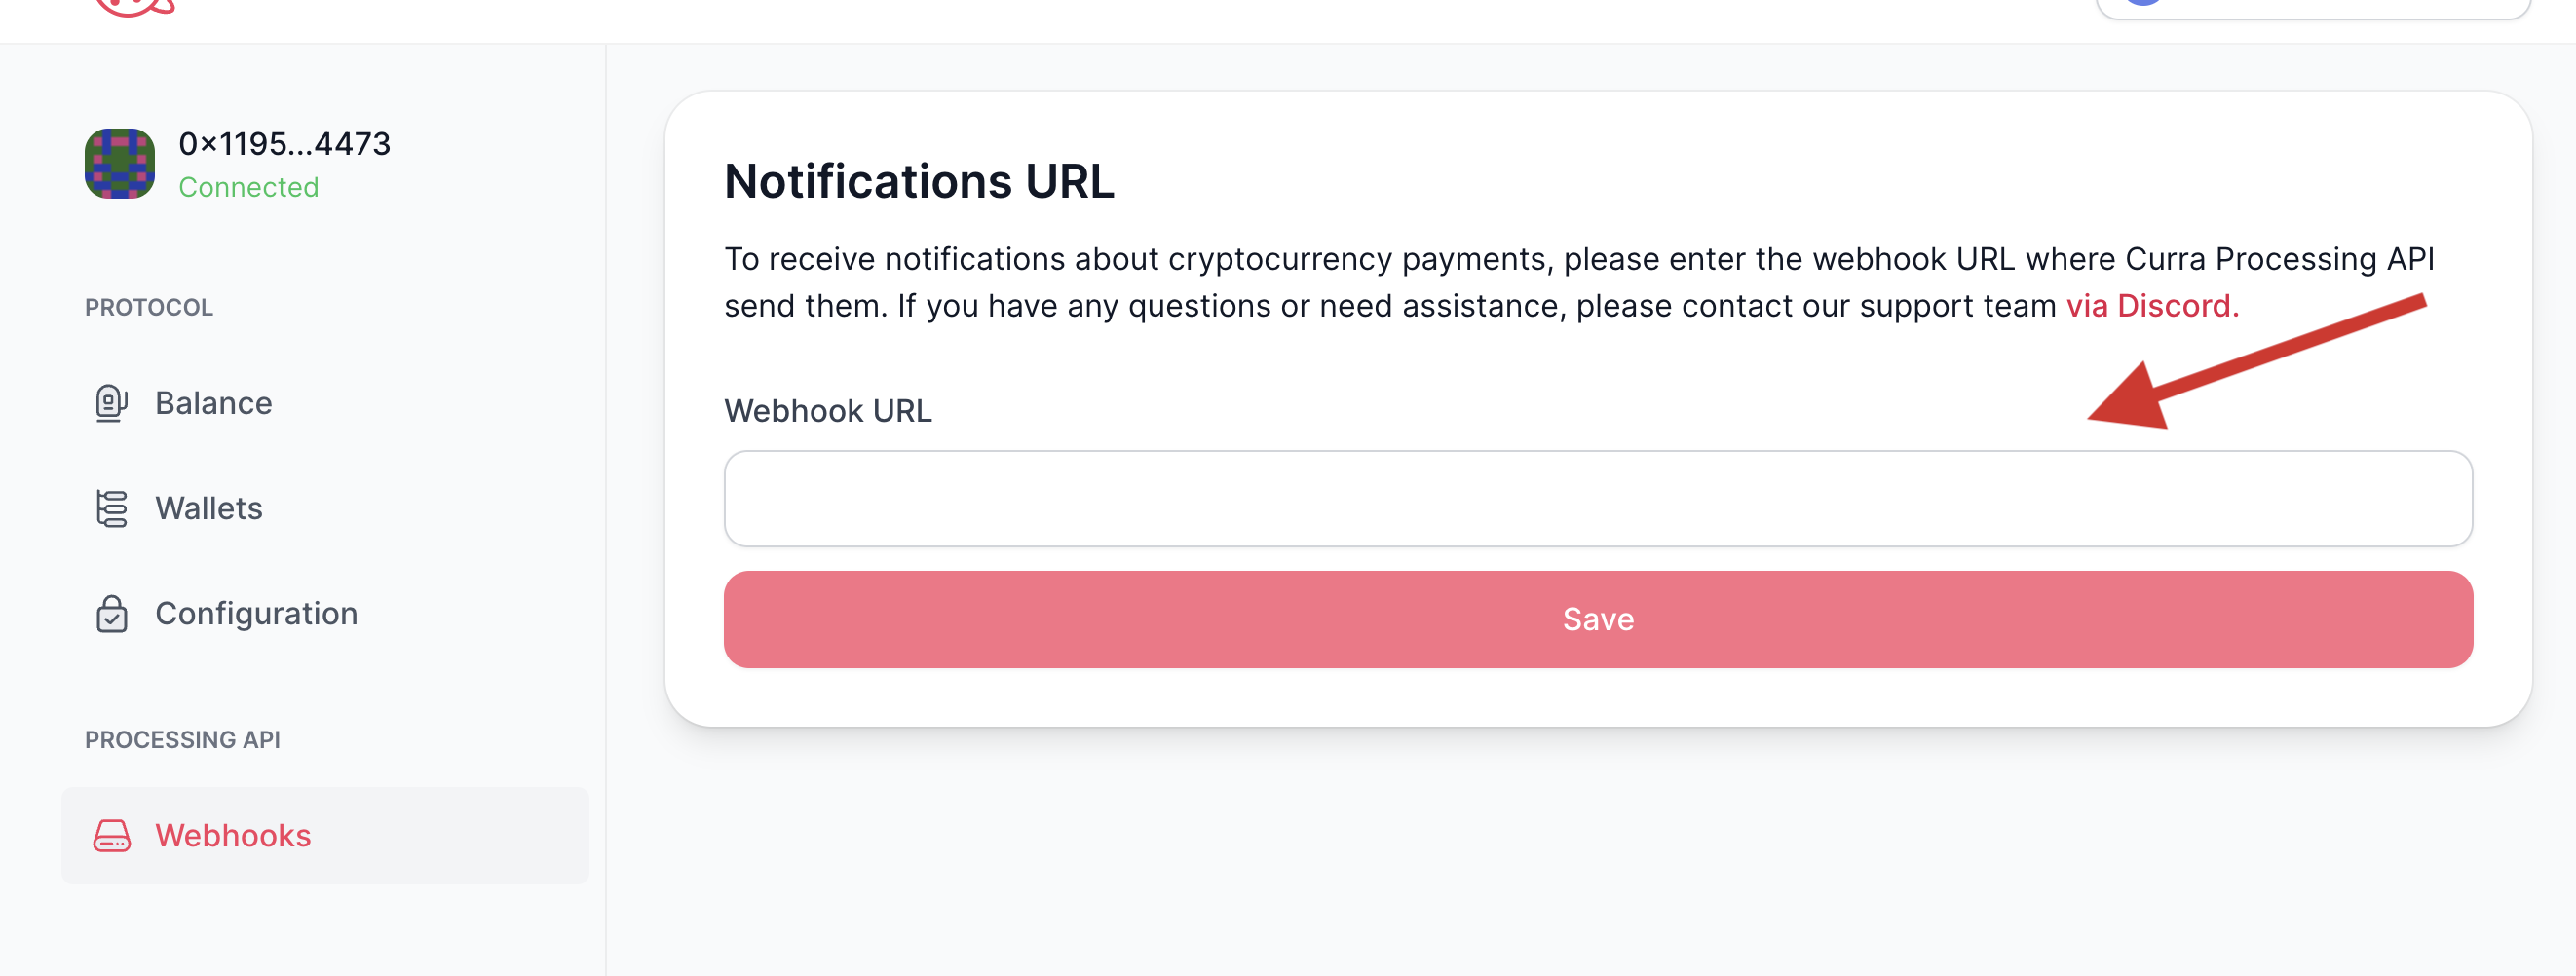 0×1195...4473
Connected
PROTOCOL
Balance
Wallets
Configuration
PROCESSING API
Webhooks
Notifications URL
To receive notifications about cryptocurrency payments, please enter the webhook URL where Curra Processing API
send them. If you have any questions or need assistance, please contact our support team via Discord.
Webhook URL
Save